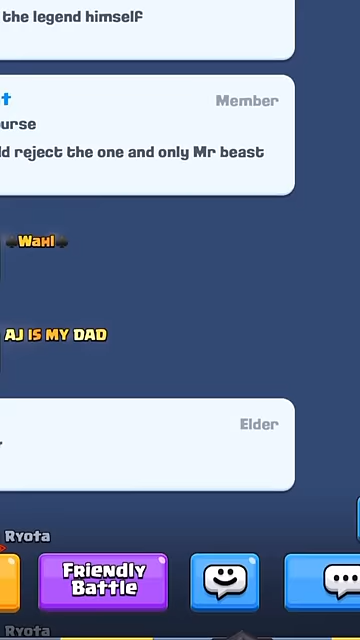 the legend himself
Member
urse
ld reject the one and only Mr beast
Wahl
AJ IS MY DAD
Elder
Ryota
Friendly
Battle
Ryota